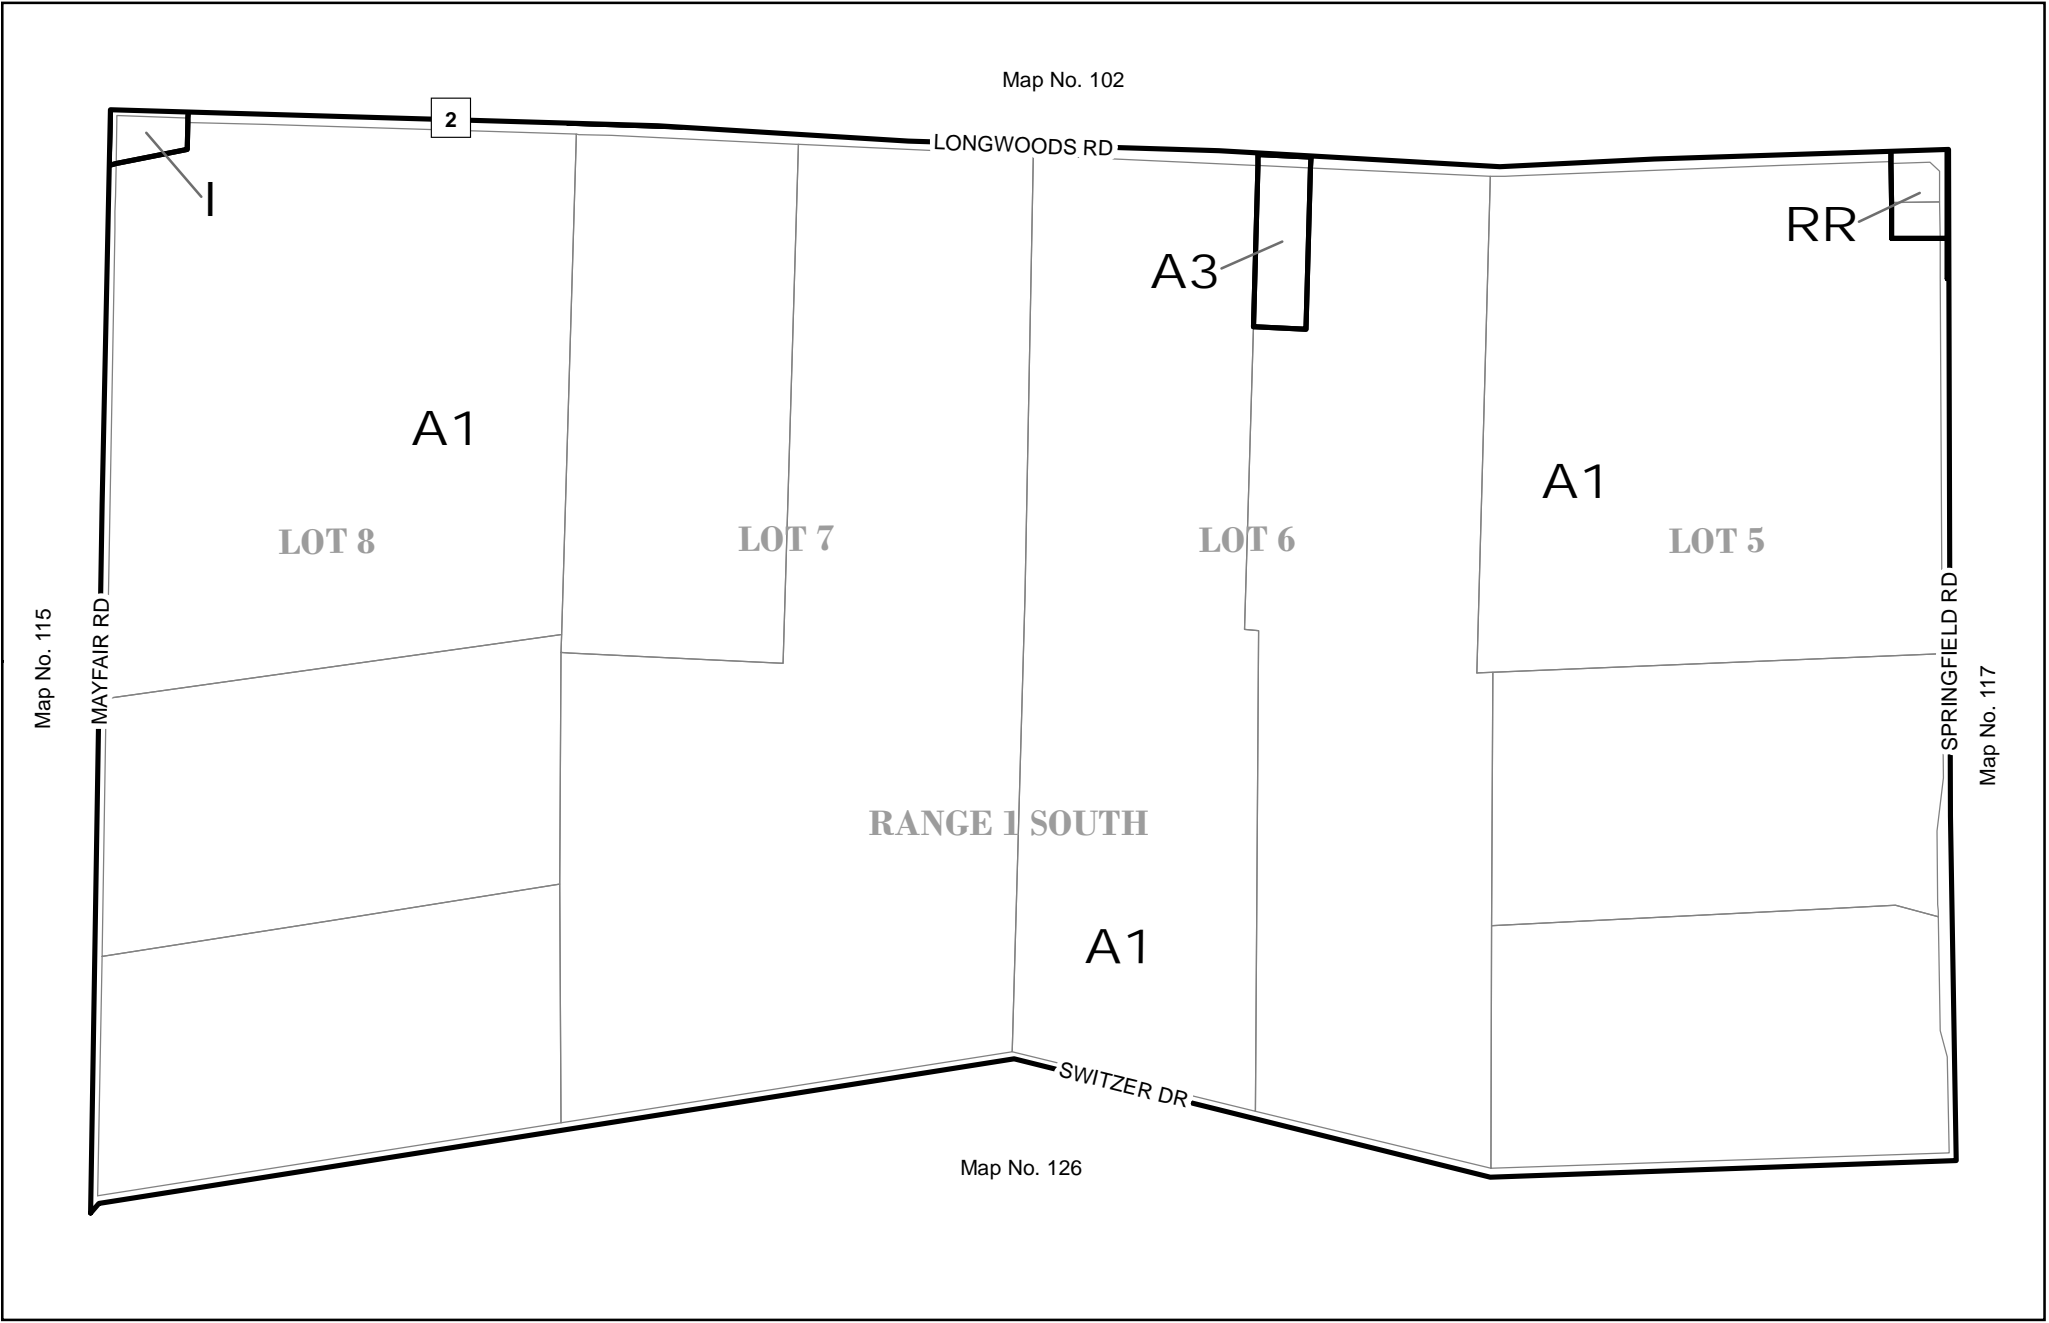 Map No. 102
2
LONGWOODS RD
I
RR
A3
A1
A1
LOT 8
LOT 7
LOT 6
LOT 5
Map No. 115
MAYFAIR RD
SPRINGFIELD RD
Map No. 117
RANGE 1 SOUTH
A1
SWITZER DR
Map No. 126